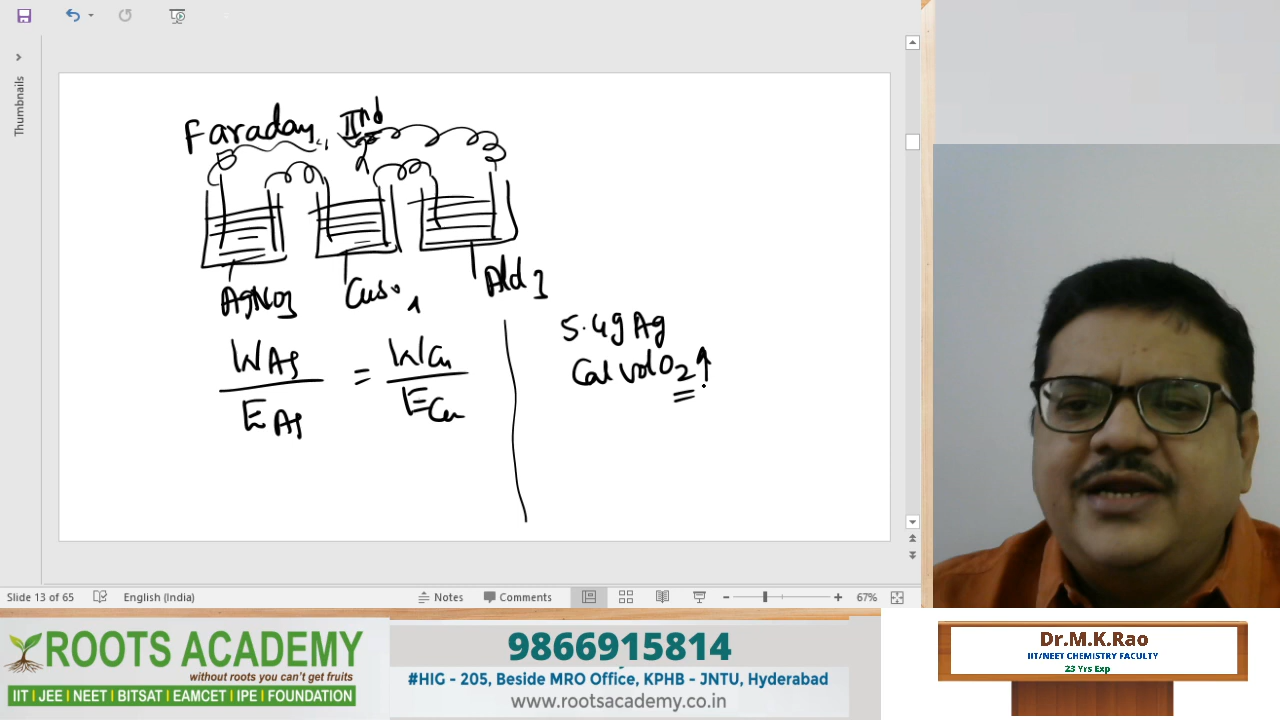 Thumbnails
Faraday's IInd
AgNO3
CuSO4
AlCl3
WAg
EAg
=
WCu
ECu
5.4g Ag
Cal vol O2↑
Slide 13 of 65
English (India)
Notes
Comments
67%
ROOTS ACADEMY
without roots you can't get fruits
IIT I JEE I NEET I BITSAT I EAMCET I IPE I FOUNDATION
9866915814
#HIG - 205, Beside MRO Office, KPHB - JNTU, Hyderabad
www.rootsacademy.co.in
Dr.M.K.Rao
IIT/NEET CHEMISTRY FACULTY
23 Yrs Exp